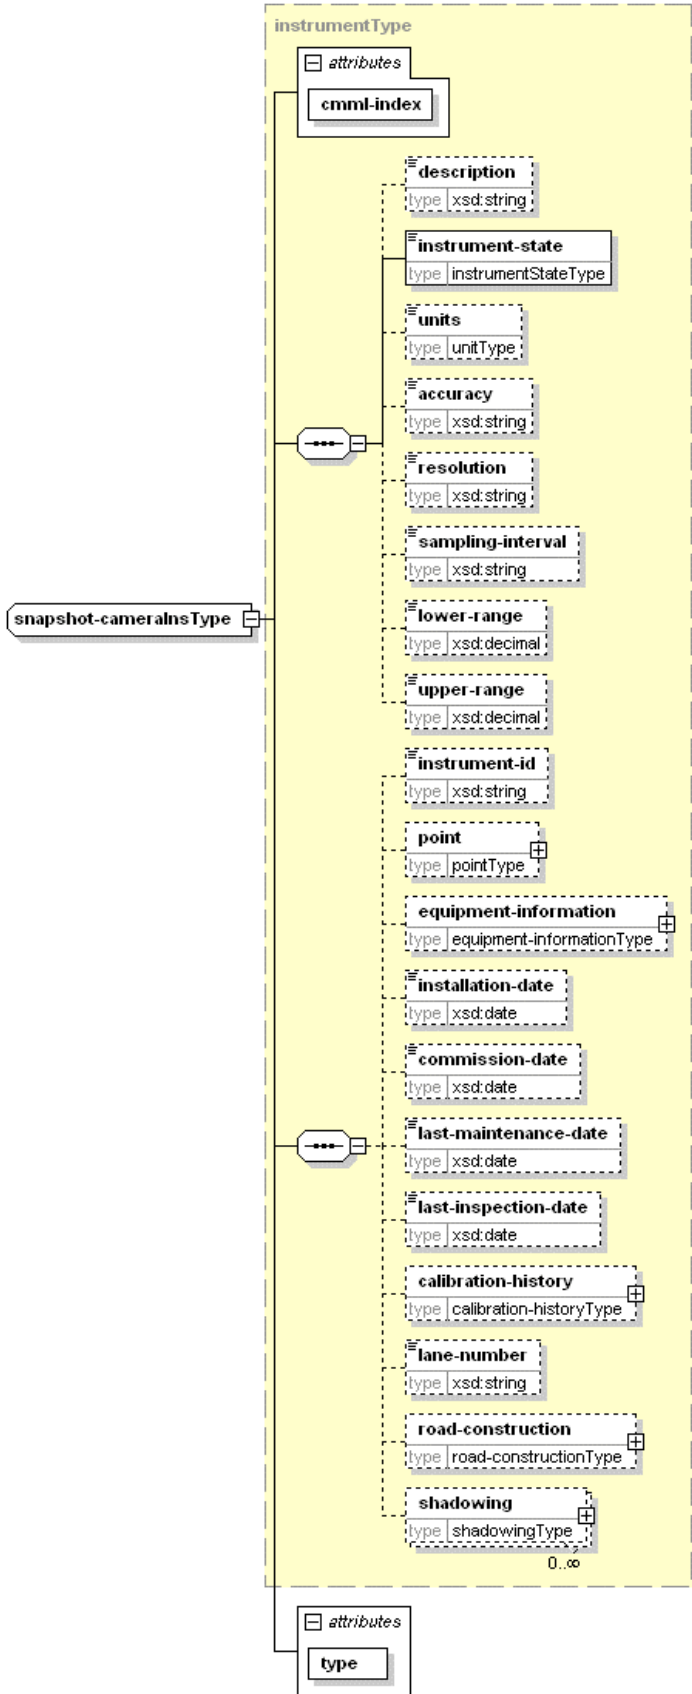 instrumentType
attributes
cmml-index
description
type xsd:string
instrument-state
type instrumentStateType
units
type unitType
accuracy
type xsd:string
resolution
type xsd:string
sampling-interval
type xsd:string
snapshot-cameraInsType
lower-range
type xsd:decimal
upper-range
type xsd:decimal
instrument-id
type xsd:string
point
type pointType
equipment-information
type equipment-informationType
installation-date
type xsd:date
commission-date
type xsd:date
last-maintenance-date
type xsd:date
last-inspection-date
type xsd:date
calibration-history
type calibration-historyType
lane-number
type xsd:string
road-construction
type road-constructionType
shadowing
type shadowingType
0..∞
attributes
type